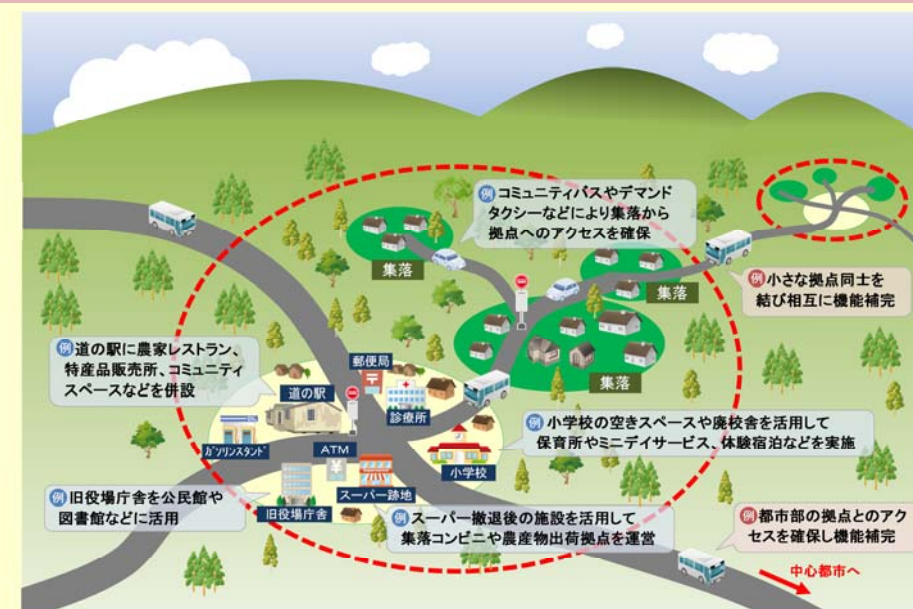 例 コミュニティバスやデマンド
タクシーなどにより集落から
拠点へのアクセスを確保
集落
集落
集落
例 小さな拠点同士を
結び相互に機能補完
例 道の駅に農家レストラン、
特産品販売所、コミュニティ
スペースなどを併設
郵便局
〒
道の駅
診療所
ガソリンスタンド
ATM
¥
小学校
例 小学校の空きスペースや廃校舎を活用して
保育所やミニデイサービス、体験宿泊などを実施
スーパー跡地
旧役場庁舎
例 旧役場庁舎を公民館や
図書館などに活用
例 スーパー撤退後の施設を活用して
集落コンビニや農産物出荷拠点を運営
例 都市部の拠点とのアク
セスを確保し機能補完
中心都市へ